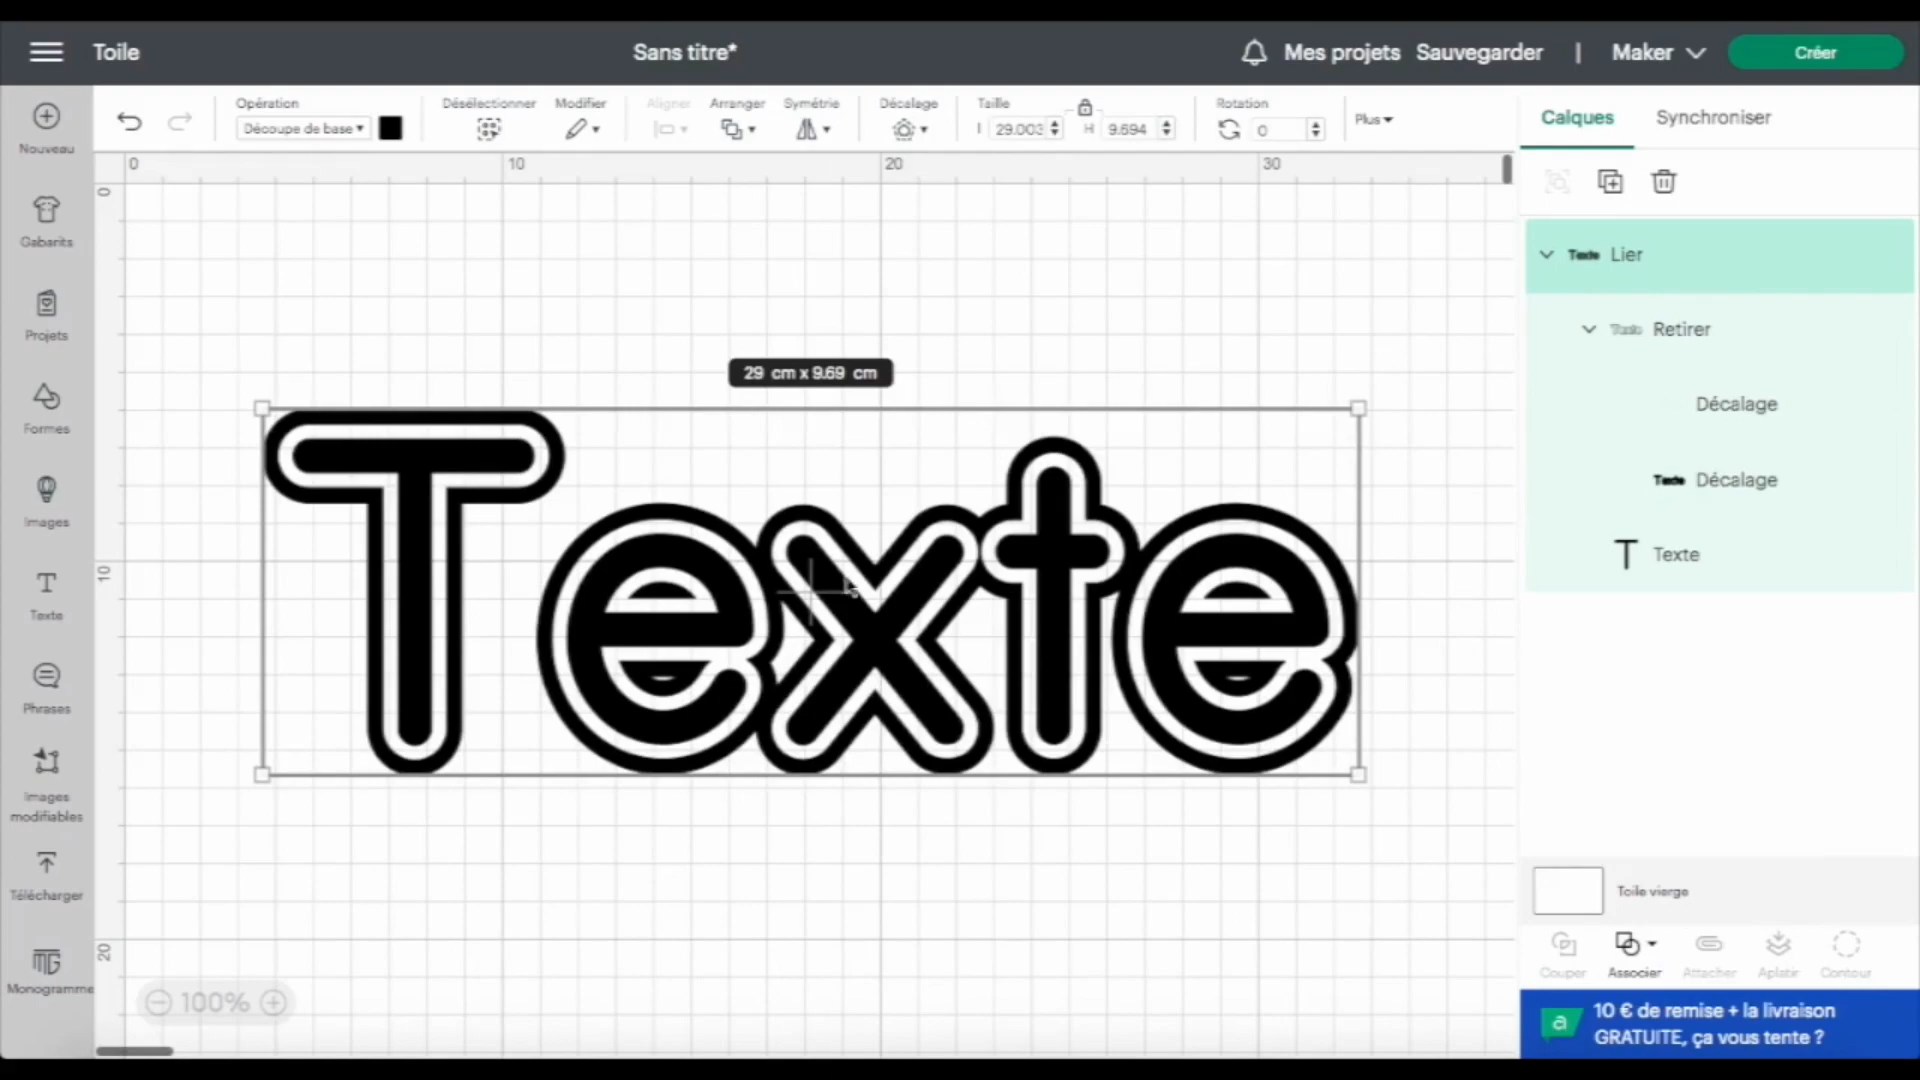 Toile
Sans titre*
Mes projets
Sauvegarder
|
Maker
Créer
Opération
Découpe de base
Désélectionner
Modifier
Aligner
Arranger
Symétrie
Décalage
Taille
l 29.003
H 9.694
Rotation
0
Plus
Nouveau
Gabarits
Projets
Formes
Images
Texte
Phrases
Images
modifiables
Télécharger
Monogramme
0
10
20
30
0
10
20
29 cm x 9.69 cm
Texte
100%
Calques
Synchroniser
Texte Lier
Texte Retirer
Décalage
Texte Décalage
T Texte
Toile vierge
Couper
Associer
Attacher
Aplatir
Contour
a
10 € de remise + la livraison
GRATUITE, ça vous tente ?